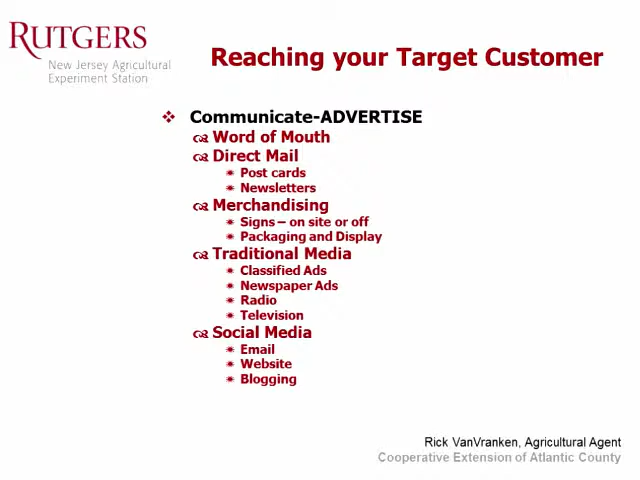 RUTGERS
New Jersey Agricultural
Experiment Station
Reaching your Target Customer
Communicate-ADVERTISE
Word of Mouth
Direct Mail
Post cards
Newsletters
Merchandising
Signs – on site or off
Packaging and Display
Traditional Media
Classified Ads
Newspaper Ads
Radio
Television
Social Media
Email
Website
Blogging
Rick VanVranken, Agricultural Agent
Cooperative Extension of Atlantic County